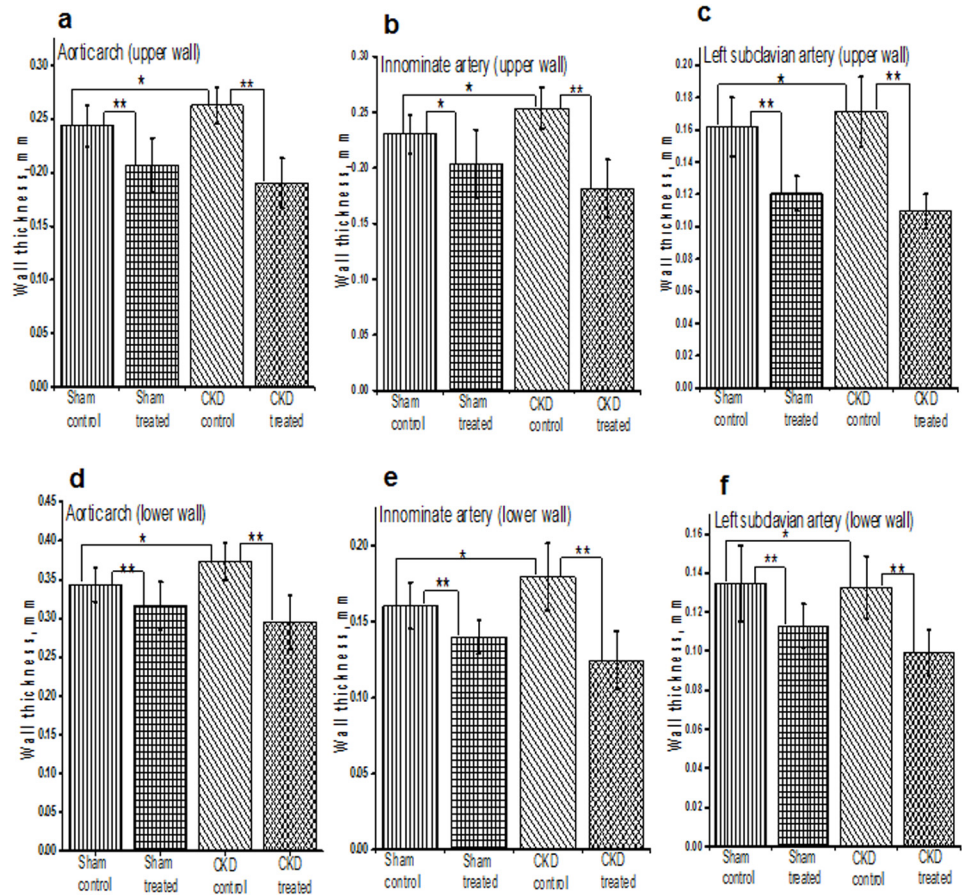 a
Aortic arch (upper wall)
Wall thickness, mm
0.30
0.25
0.20
0.15
0.10
0.05
0.00
*
**
**
Sham control
Sham treated
CKD control
CKD treated
b
Innominate artery (upper wall)
Wall thickness, mm
0.30
0.25
0.20
0.15
0.10
0.05
0.00
*
*
**
Sham control
Sham treated
CKD control
CKD treated
c
Left subclavian artery (upper wall)
Wall thickness, mm
0.20
0.18
0.16
0.14
0.12
0.10
0.08
0.06
0.04
0.02
0.00
*
**
**
Sham control
Sham treated
CKD control
CKD treated
d
Aortic arch (lower wall)
Wall thickness, mm
0.45
0.40
0.35
0.30
0.25
0.20
0.15
0.10
0.05
0.00
*
**
**
Sham control
Sham treated
CKD control
CKD treated
e
Innominate artery (lower wall)
Wall thickness, mm
0.20
0.15
0.10
0.05
0.00
*
**
**
Sham control
Sham treated
CKD control
CKD treated
f
Left subclavian artery (lower wall)
Wall thickness, mm
0.16
0.14
0.12
0.10
0.08
0.06
0.04
0.02
0.00
*
**
**
Sham control
Sham treated
CKD control
CKD treated